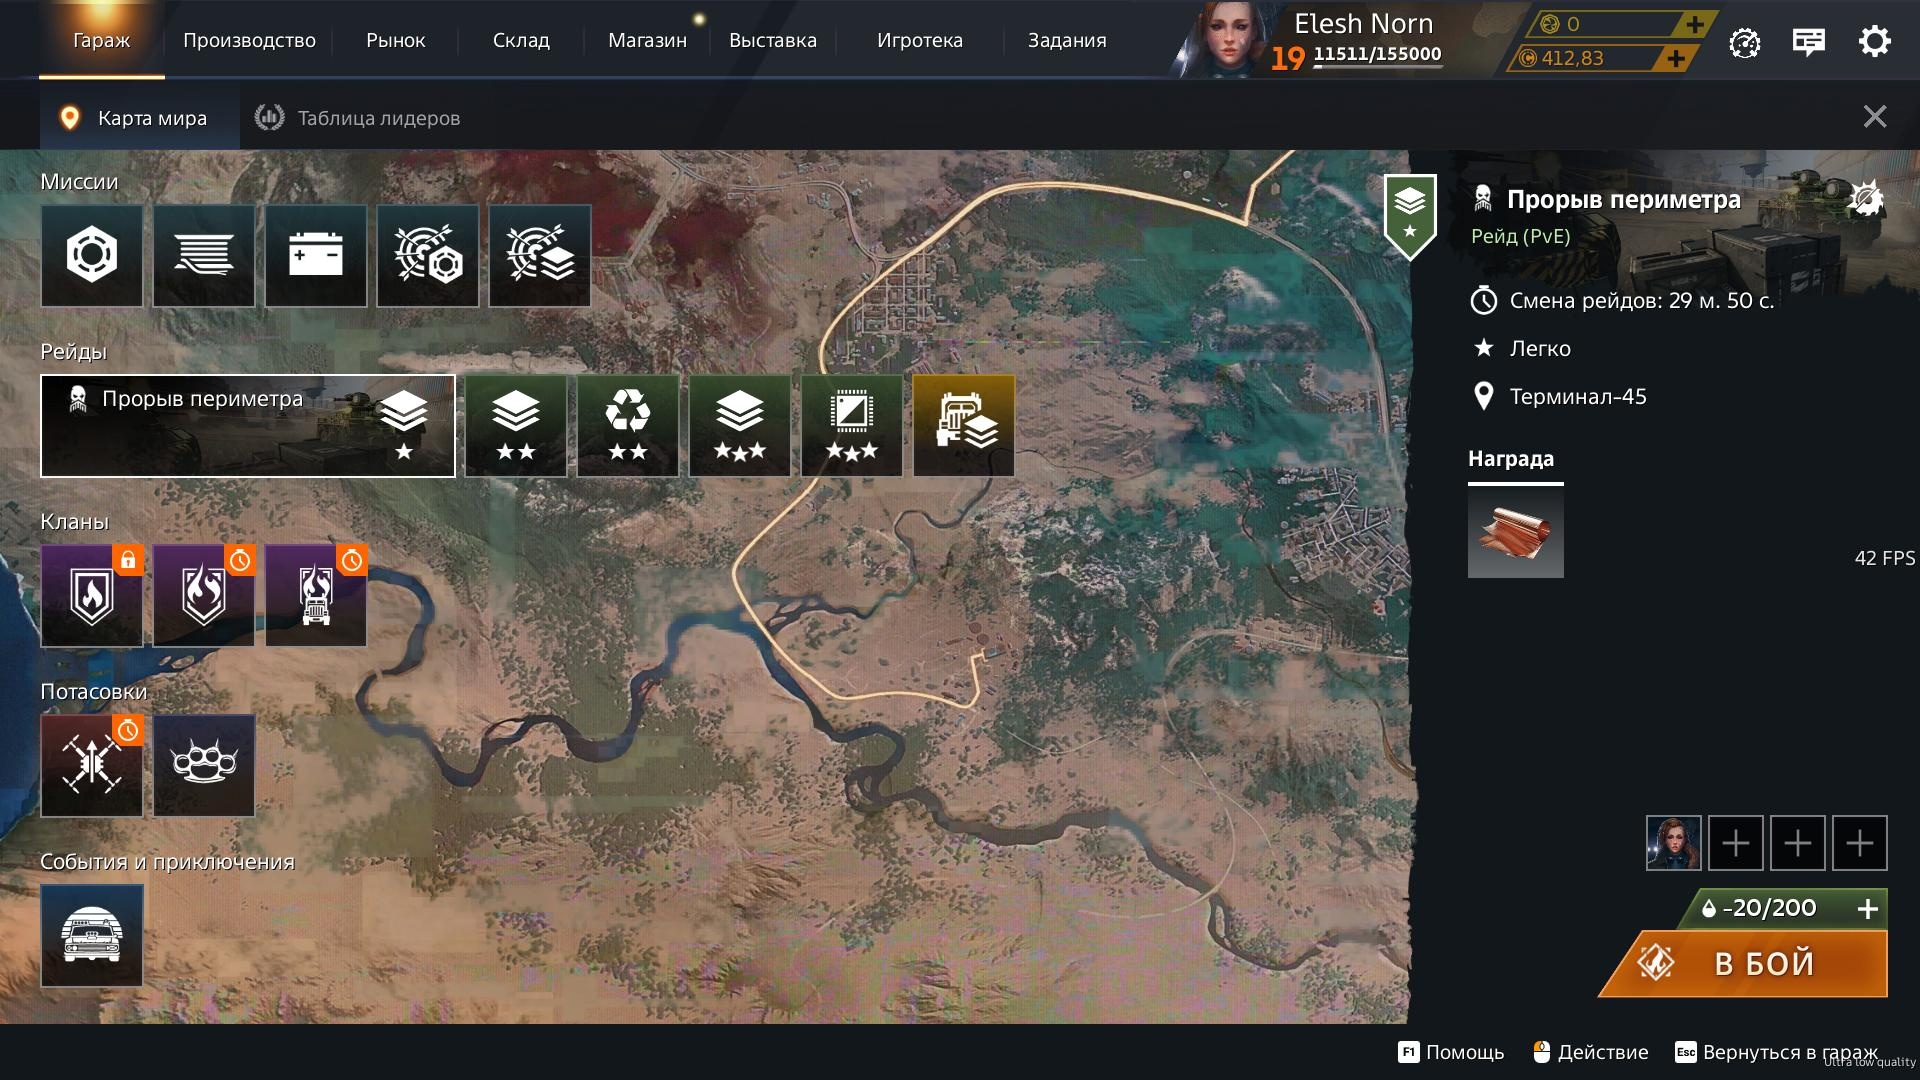 Гараж Производство Рынок Склад Магазин Выставка Игротека Задания
Elesh Norn
19 11511/155000
0
412,83
Карта мира Таблица лидеров
Миссии
Рейды
Прорыв периметра
Кланы
Потасовки
События и приключения
Прорыв периметра
Рейд (PvE)
Смена рейдов: 29 м. 50 с.
Легко
Терминал-45
Награда
42 FPS
-20/200
В БОЙ
F1 Помощь Действие Esc Вернуться в гараж
Ultra low quality